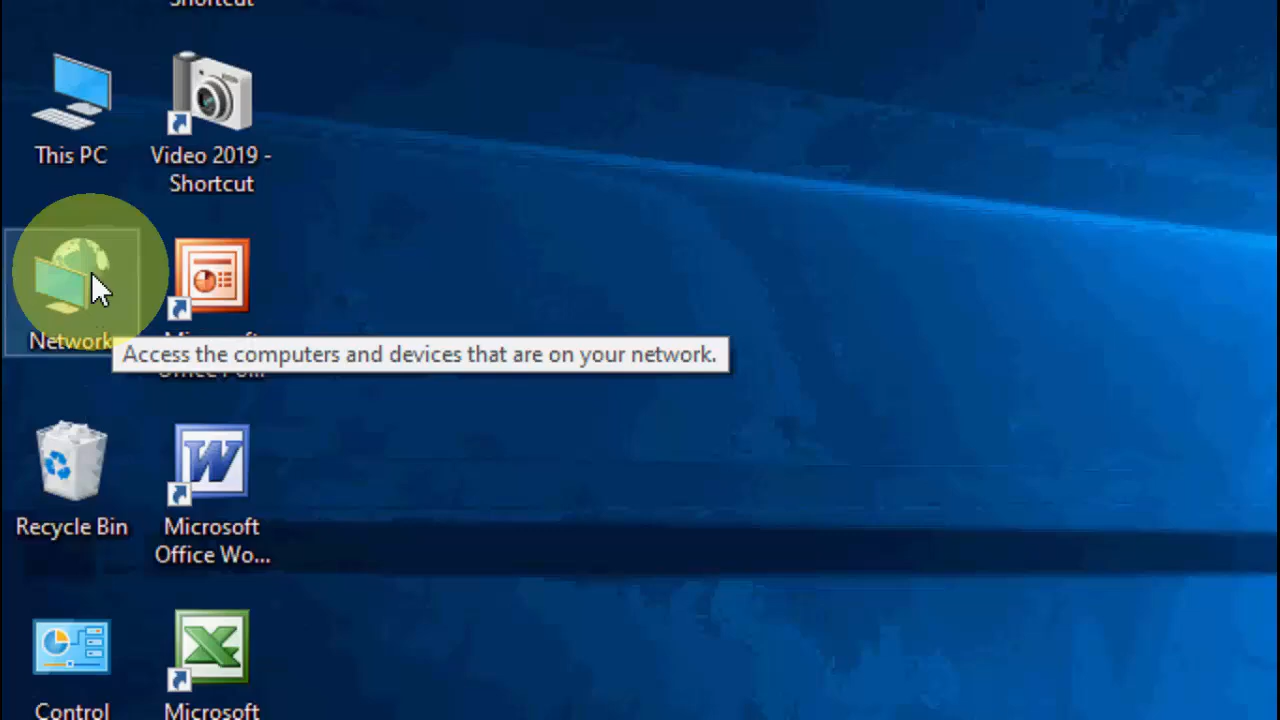 Shortcut
This PC
Video 2019 -
Shortcut
Network
Access the computers and devices that are on your network.
Recycle Bin
Microsoft
Office Wo...
Control
Microsoft